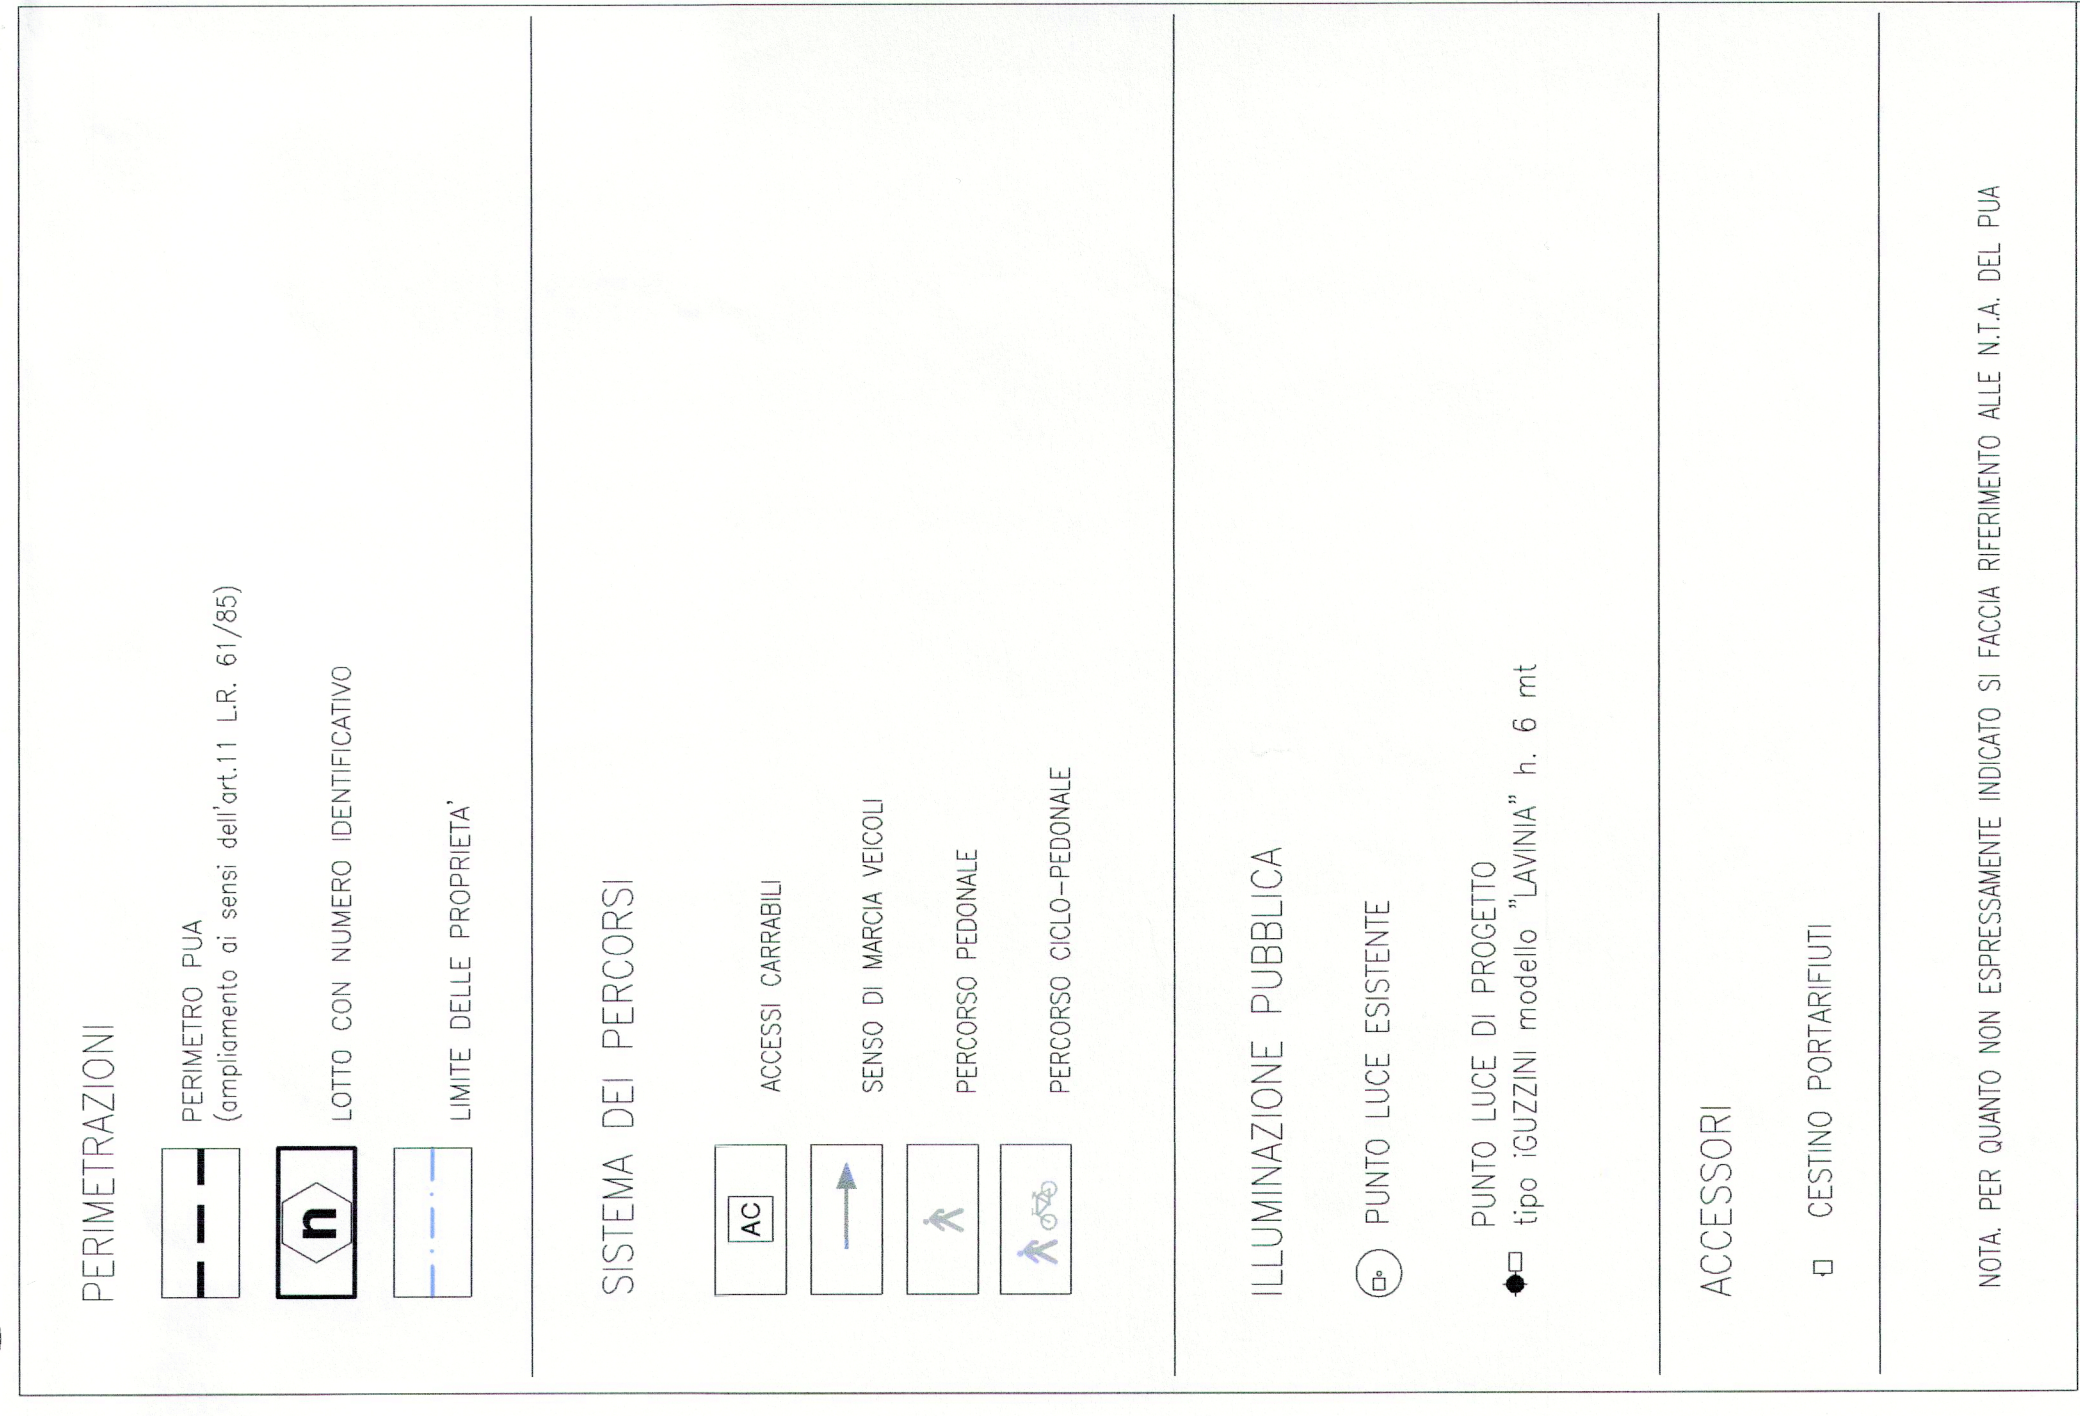 PERIMETRAZIONI
PERIMETRO PUA
(ampliamento ai sensi dell'art.11 L.R. 61/85)
n
LOTTO CON NUMERO IDENTIFICATIVO
LIMITE DELLE PROPRIETA'
SISTEMA DEI PERCORSI
AC
ACCESSI CARRABILI
SENSO DI MARCIA VEICOLI
PERCORSO PEDONALE
PERCORSO CICLO-PEDONALE
ILLUMINAZIONE PUBBLICA
PUNTO LUCE ESISTENTE
PUNTO LUCE DI PROGETTO
tipo iGUZZINI modello "LAVINIA" h. 6 mt
ACCESSORI
CESTINO PORTARIFIUTI
NOTA. PER QUANTO NON ESPRESSAMENTE INDICATO SI FACCIA RIFERIMENTO ALLE N.T.A. DEL PUA